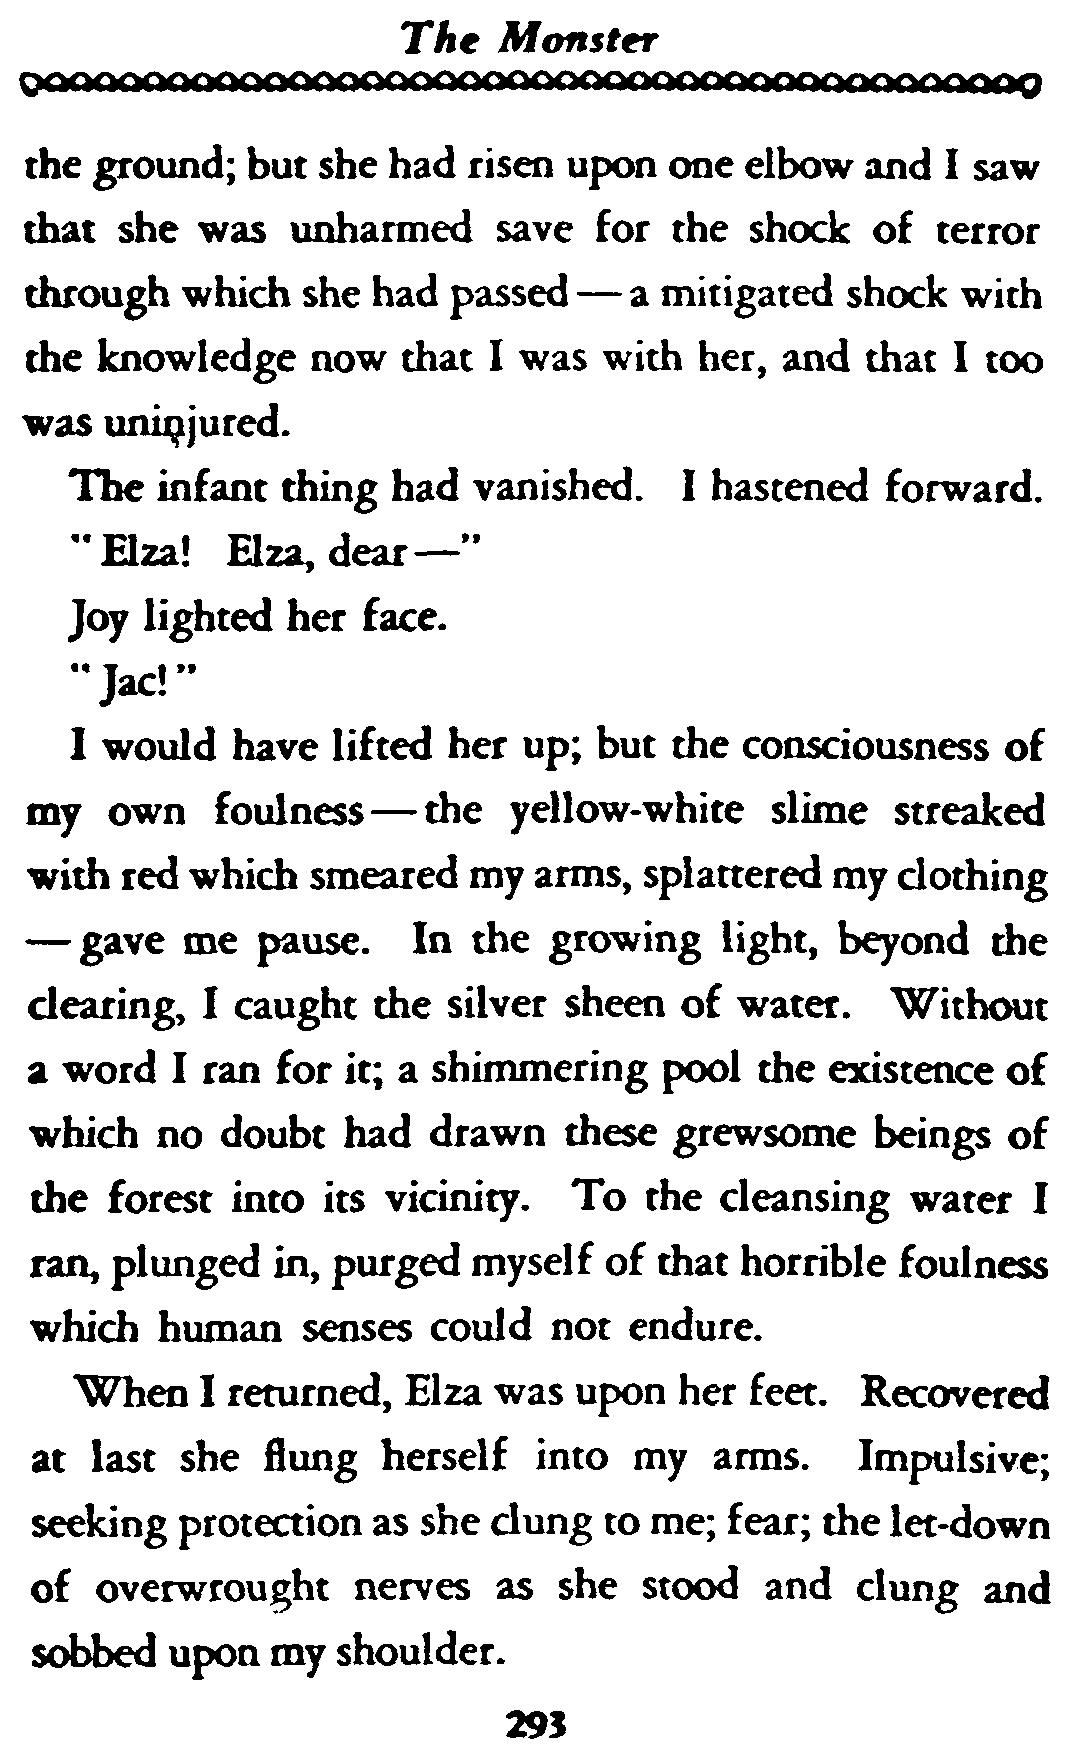 The Monster
the ground; but she had risen upon one elbow and I saw
that she was unharmed save for the shock of terror
through which she had passed — a mitigated shock with
the knowledge now that I was with her, and that I too
was uninjured.
The infant thing had vanished. I hastened forward.
"Elza! Elza, dear —"
Joy lighted her face.
"Jac!"
I would have lifted her up; but the consciousness of
my own foulness — the yellow-white slime streaked
with red which smeared my arms, splattered my clothing
— gave me pause. In the growing light, beyond the
clearing, I caught the silver sheen of water. Without
a word I ran for it; a shimmering pool the existence of
which no doubt had drawn these grewsome beings of
the forest into its vicinity. To the cleansing water I
ran, plunged in, purged myself of that horrible foulness
which human senses could not endure.
When I returned, Elza was upon her feet. Recovered
at last she flung herself into my arms. Impulsive;
seeking protection as she clung to me; fear; the let-down
of overwrought nerves as she stood and clung and
sobbed upon my shoulder.
293